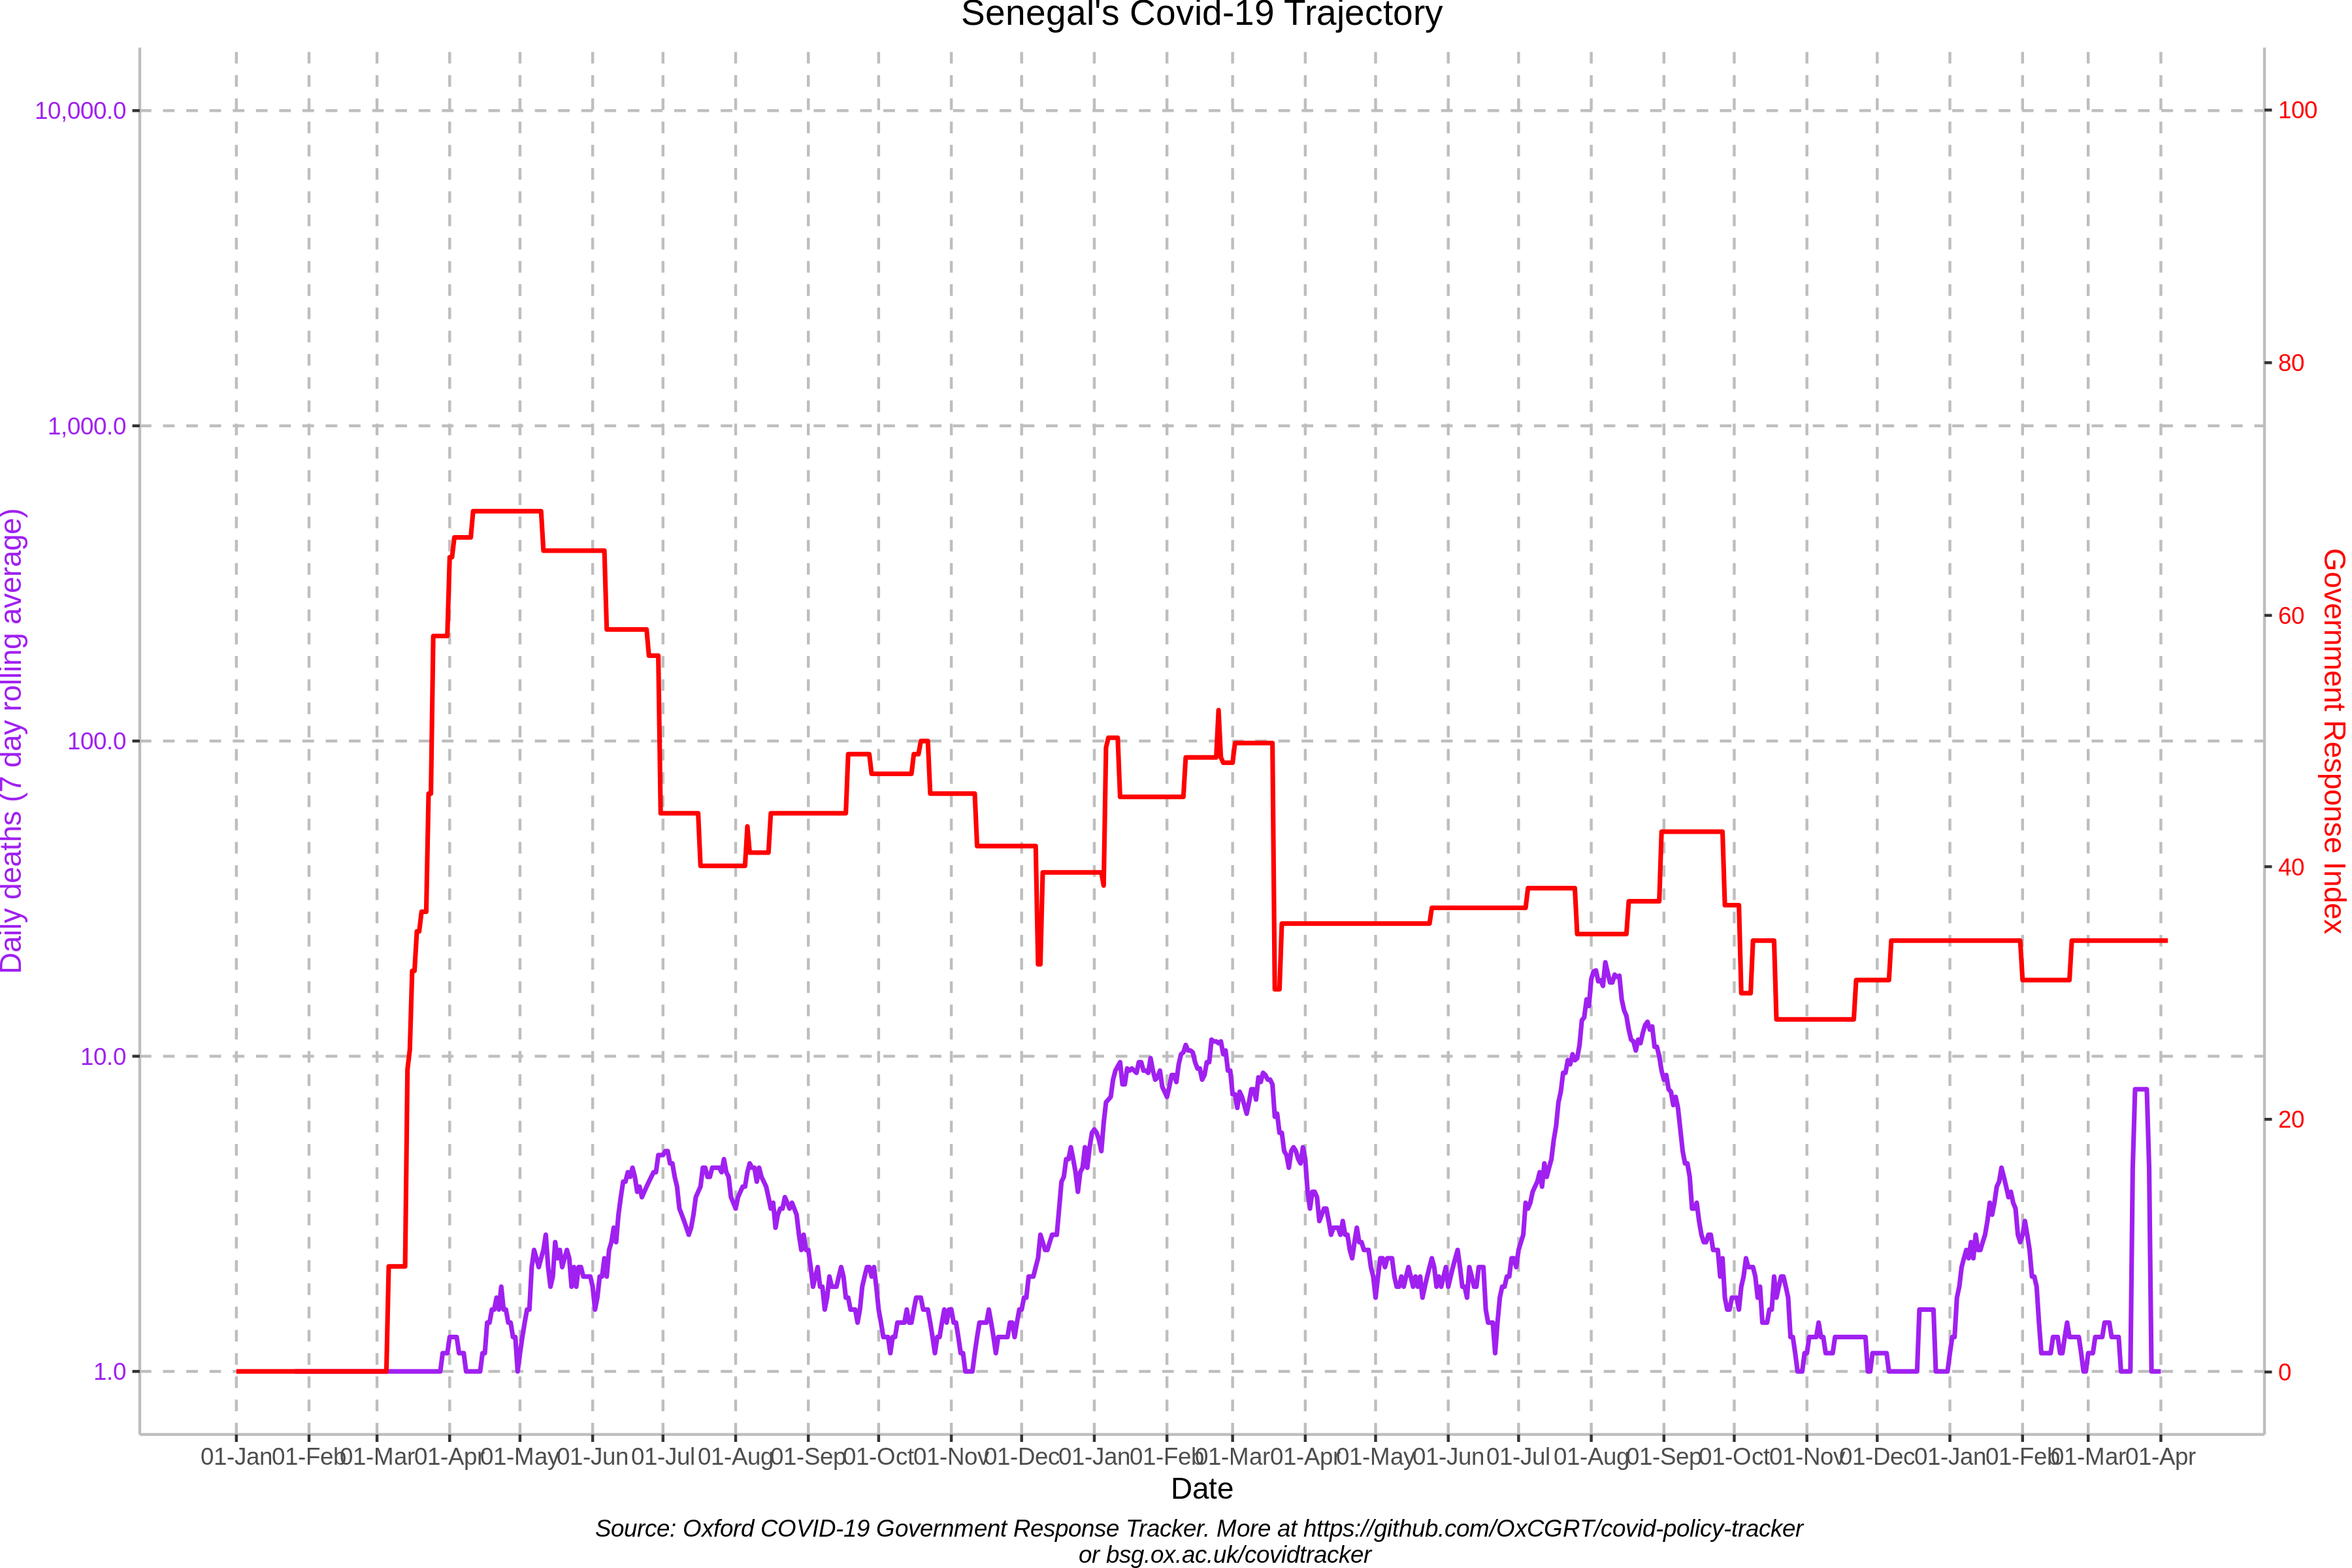 Senegal's Covid-19 Trajectory
10,000.0
1,000.0
100.0
10.0
1.0
Daily deaths (7 day rolling average)
100
80
60
40
20
0
Government Response Index
01-Jan 01-Feb 01-Mar 01-Apr 01-May 01-Jun 01-Jul 01-Aug 01-Sep 01-Oct 01-Nov 01-Dec 01-Jan 01-Feb 01-Mar 01-Apr 01-May 01-Jun 01-Jul 01-Aug 01-Sep 01-Oct 01-Nov 01-Dec 01-Jan 01-Feb 01-Mar 01-Apr
Date
Source: Oxford COVID-19 Government Response Tracker. More at https://github.com/OxCGRT/covid-policy-tracker
or bsg.ox.ac.uk/covidtracker